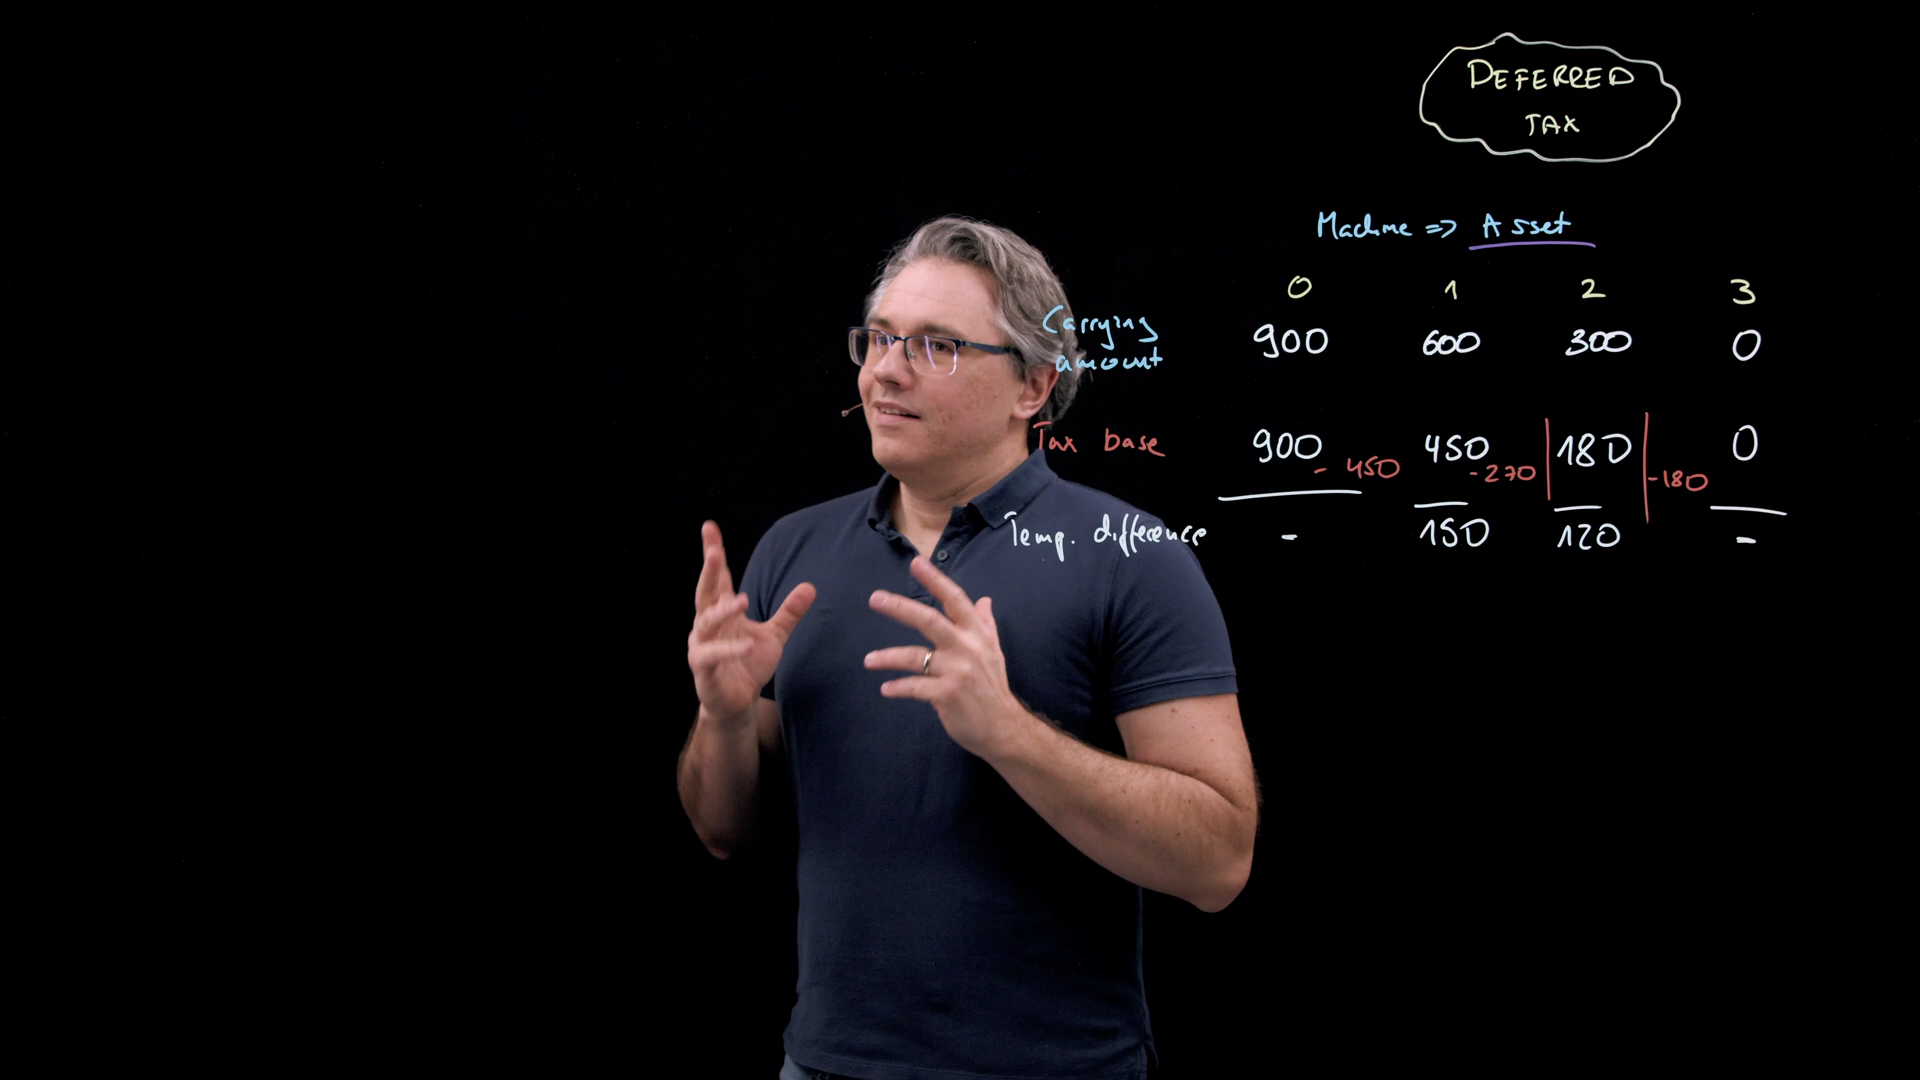 DEFERRED
TAX
Machine => Asset
0 1 2 3
Carrying
amount 900 600 300 0
Tax base 900 - 450 450 -270 180 -180 0
Temp. difference - 150 120 -